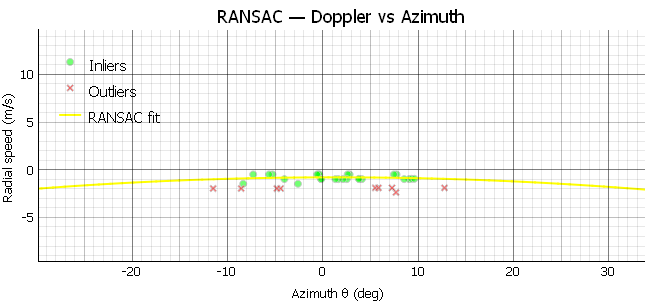 RANSAC — Doppler vs Azimuth
Radial speed (m/s)
10
5
0
-5
Inliers
Outliers
RANSAC fit
-20
-10
0
10
20
30
Azimuth θ (deg)